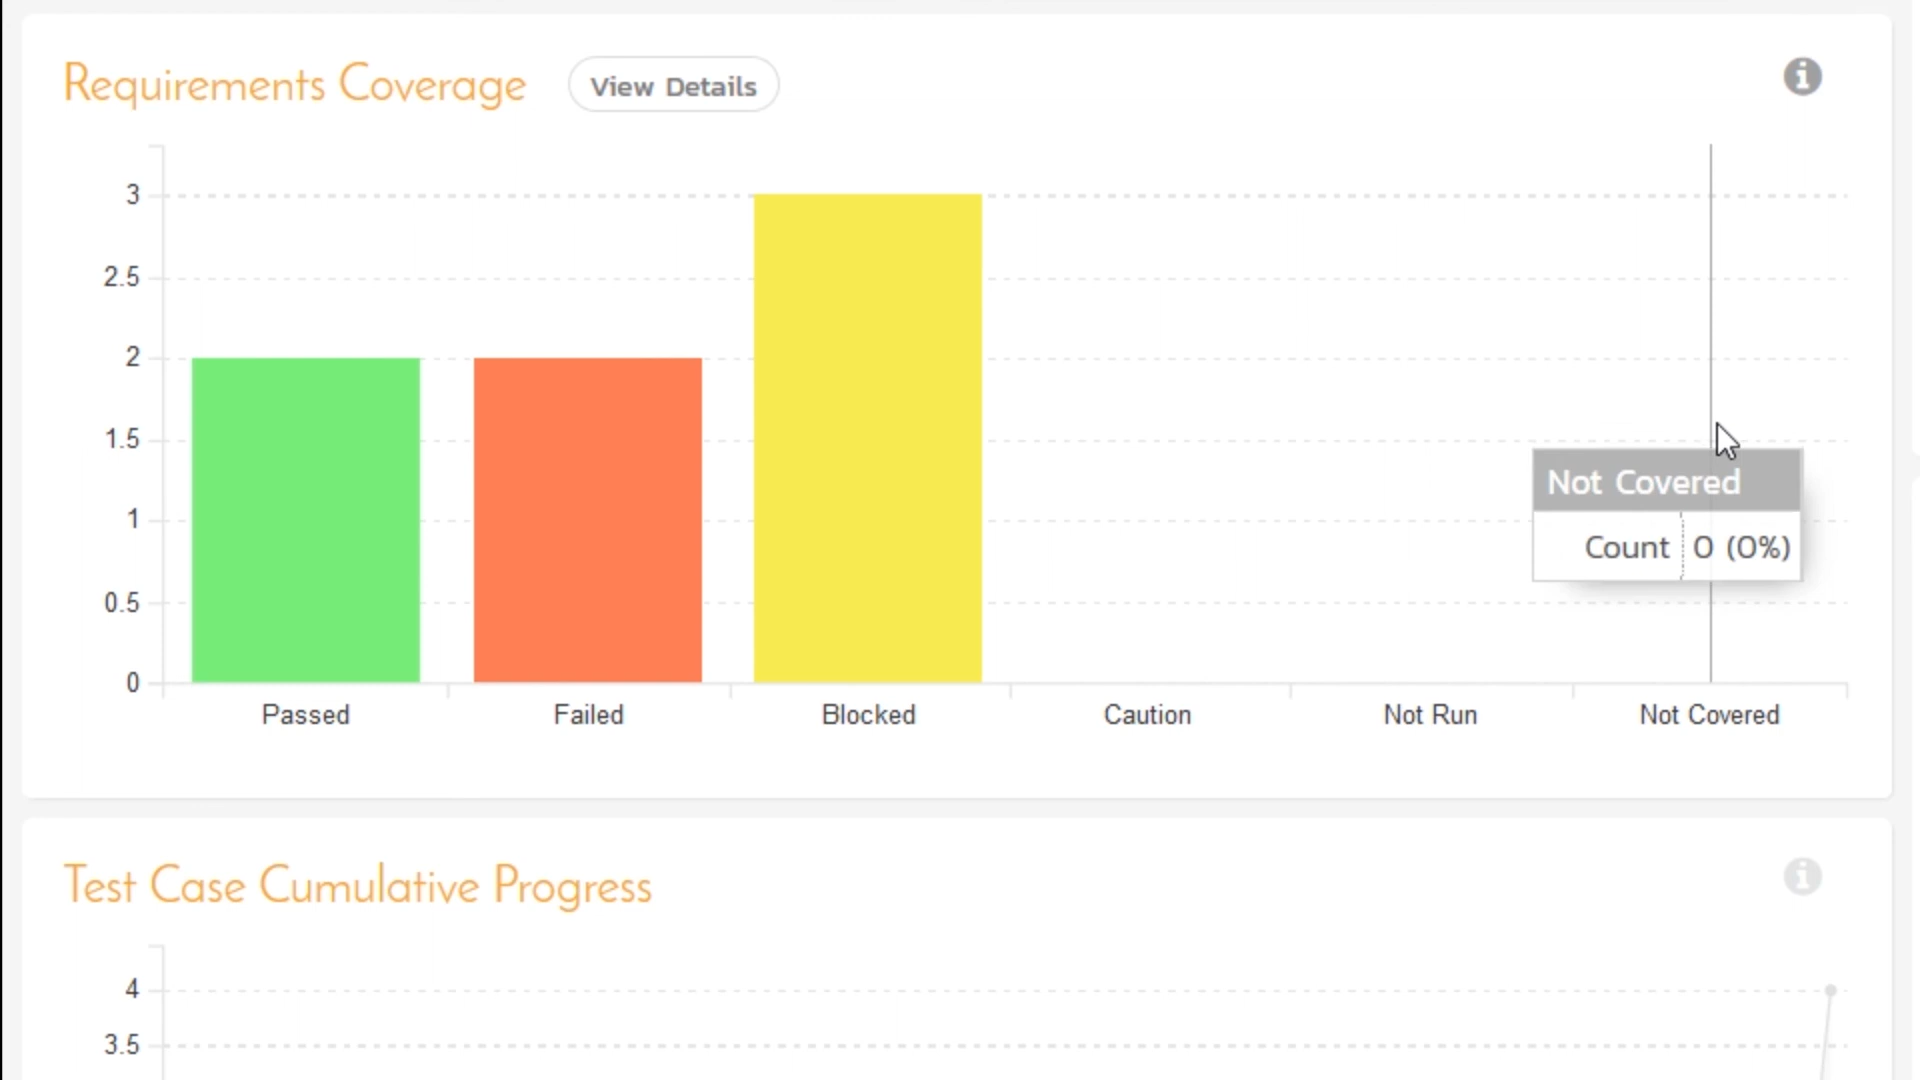 Requirements Coverage
View Details
3
2.5
2
1.5
1
0.5
0
Not Covered
Count 0 (0%)
Passed Failed Blocked Caution Not Run Not Covered
Test Case Cumulative Progress
4
3.5